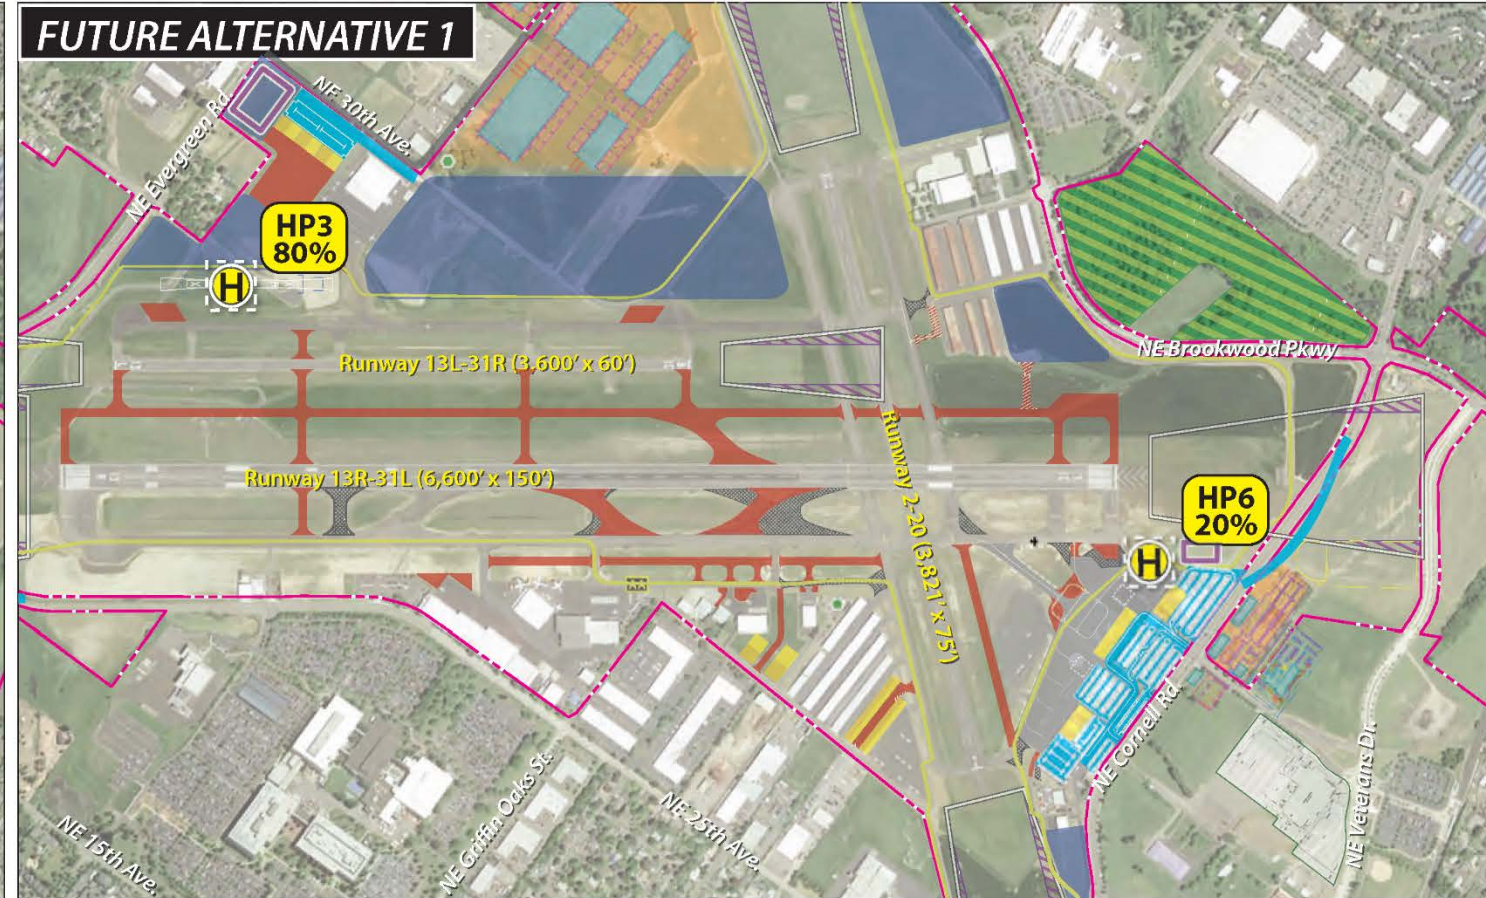 FUTURE ALTERNATIVE 1
NE Evergreen Rd.
NE 30th Ave.
HP3
80%
H
Runway 13L-31R (3,600' x 60')
NE Brookwood Pkwy
Runway 13R-31L (6,600' x 150')
Runway 2-20 (3,821' x 75')
HP6
20%
H
NE Cornell Rd.
NE Veterans Dr.
NE 15th Ave.
NE Griffin Oaks St.
NE 25th Ave.